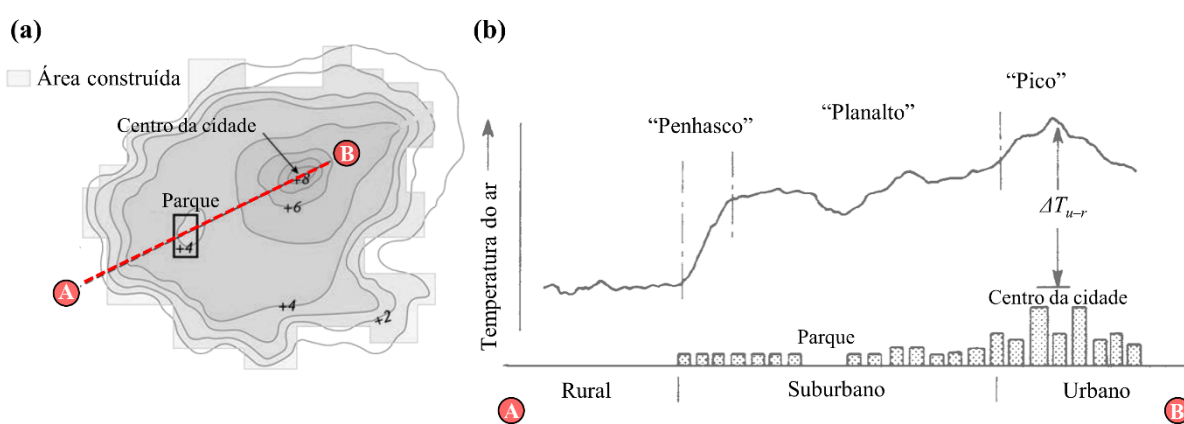 (a)
Área construída
Centro da cidade
B
+8
Parque
+6
+4
A
+4
+2
(b)
“Pico”
“Planalto”
“Penhasco”
Temperatura do ar
ΔTu–r
Centro da cidade
Parque
Rural
Suburbano
Urbano
A
B